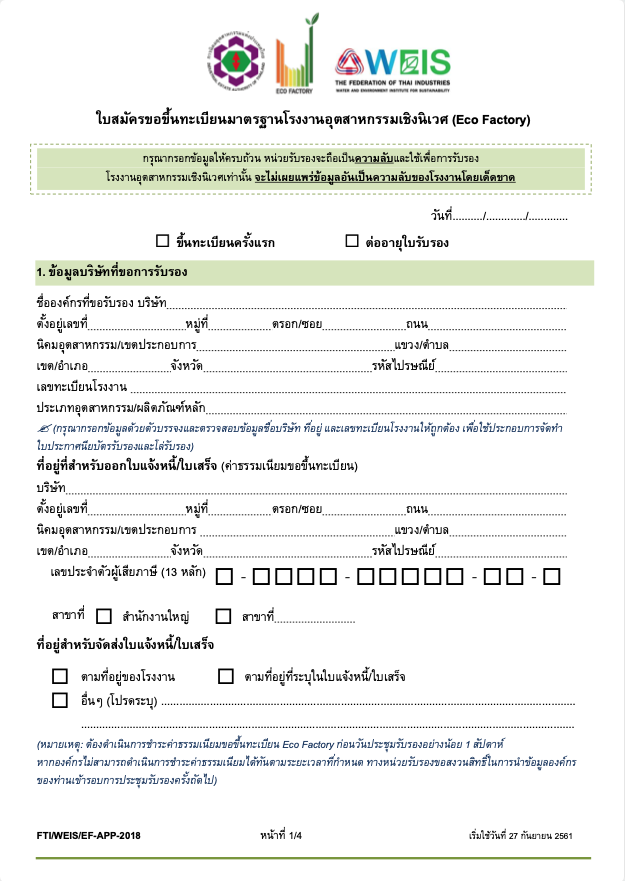 ECO FACTORY
WEIS
THE FEDERATION OF THAI INDUSTRIES
WATER AND ENVIRONMENT INSTITUTE FOR SUSTAINABILITY
ใบสมัครขอขึ้นทะเบียนมาตรฐานโรงงานอุตสาหกรรมเชิงนิเวศ (Eco Factory)
กรุณากรอกข้อมูลให้ครบถ้วน หน่วยรับรองจะถือเป็นความลับและใช้เพื่อการรับรอง
โรงงานอุตสาหกรรมเชิงนิเวศเท่านั้น จะไม่เผยแพร่ข้อมูลอันเป็นความลับของโรงงานโดยเด็ดขาด
วันที่........../............/............
☐ ขึ้นทะเบียนครั้งแรก ☐ ต่ออายุใบรับรอง
1. ข้อมูลบริษัทที่ขอการรับรอง
ชื่อองค์กรที่ขอรับรอง บริษัท....................
ตั้งอยู่เลขที่....................หมู่ที่....................ตรอก/ซอย....................ถนน....................
นิคมอุตสาหกรรม/เขตประกอบการ....................แขวง/ตำบล....................
เขต/อำเภอ....................จังหวัด....................รหัสไปรษณีย์....................
เลขทะเบียนโรงงาน ....................
ประเภทอุตสาหกรรม/ผลิตภัณฑ์หลัก....................
(กรุณากรอกข้อมูลด้วยตัวบรรจงและตรวจสอบข้อมูลชื่อบริษัท ที่อยู่ และเลขทะเบียนโรงงานให้ถูกต้อง เพื่อใช้ประกอบการจัดทำ
ใบประกาศนียบัตรรับรองและโล่รับรอง)
ที่อยู่ที่สำหรับออกใบแจ้งหนี้/ใบเสร็จ (ค่าธรรมเนียมขอขึ้นทะเบียน)
บริษัท....................
ตั้งอยู่เลขที่....................หมู่ที่....................ตรอก/ซอย....................ถนน....................
นิคมอุตสาหกรรม/เขตประกอบการ ....................แขวง/ตำบล....................
เขต/อำเภอ....................จังหวัด....................รหัสไปรษณีย์....................
เลขประจำตัวผู้เสียภาษี (13 หลัก) ☐ - ☐☐☐☐ - ☐☐☐☐☐ - ☐☐ - ☐
สาขาที่ ☐ สำนักงานใหญ่ ☐ สาขาที่....................
ที่อยู่สำหรับจัดส่งใบแจ้งหนี้/ใบเสร็จ
☐ ตามที่อยู่ของโรงงาน ☐ ตามที่อยู่ที่ระบุในใบแจ้งหนี้/ใบเสร็จ
☐ อื่นๆ (โปรดระบุ) ....................
....................
(หมายเหตุ: ต้องดำเนินการชำระค่าธรรมเนียมขอขึ้นทะเบียน Eco Factory ก่อนวันประชุมรับรองอย่างน้อย 1 สัปดาห์
หากองค์กรไม่สามารถดำเนินการชำระค่าธรรมเนียมได้ทันตามระยะเวลาที่กำหนด ทางหน่วยรับรองขอสงวนสิทธิ์ในการนำข้อมูลองค์กร
ของท่านเข้ารอบการประชุมรับรองครั้งถัดไป)
FTI/WEIS/EF-APP-2018 หน้าที่ 1/4 เริ่มใช้วันที่ 27 กันยายน 2561